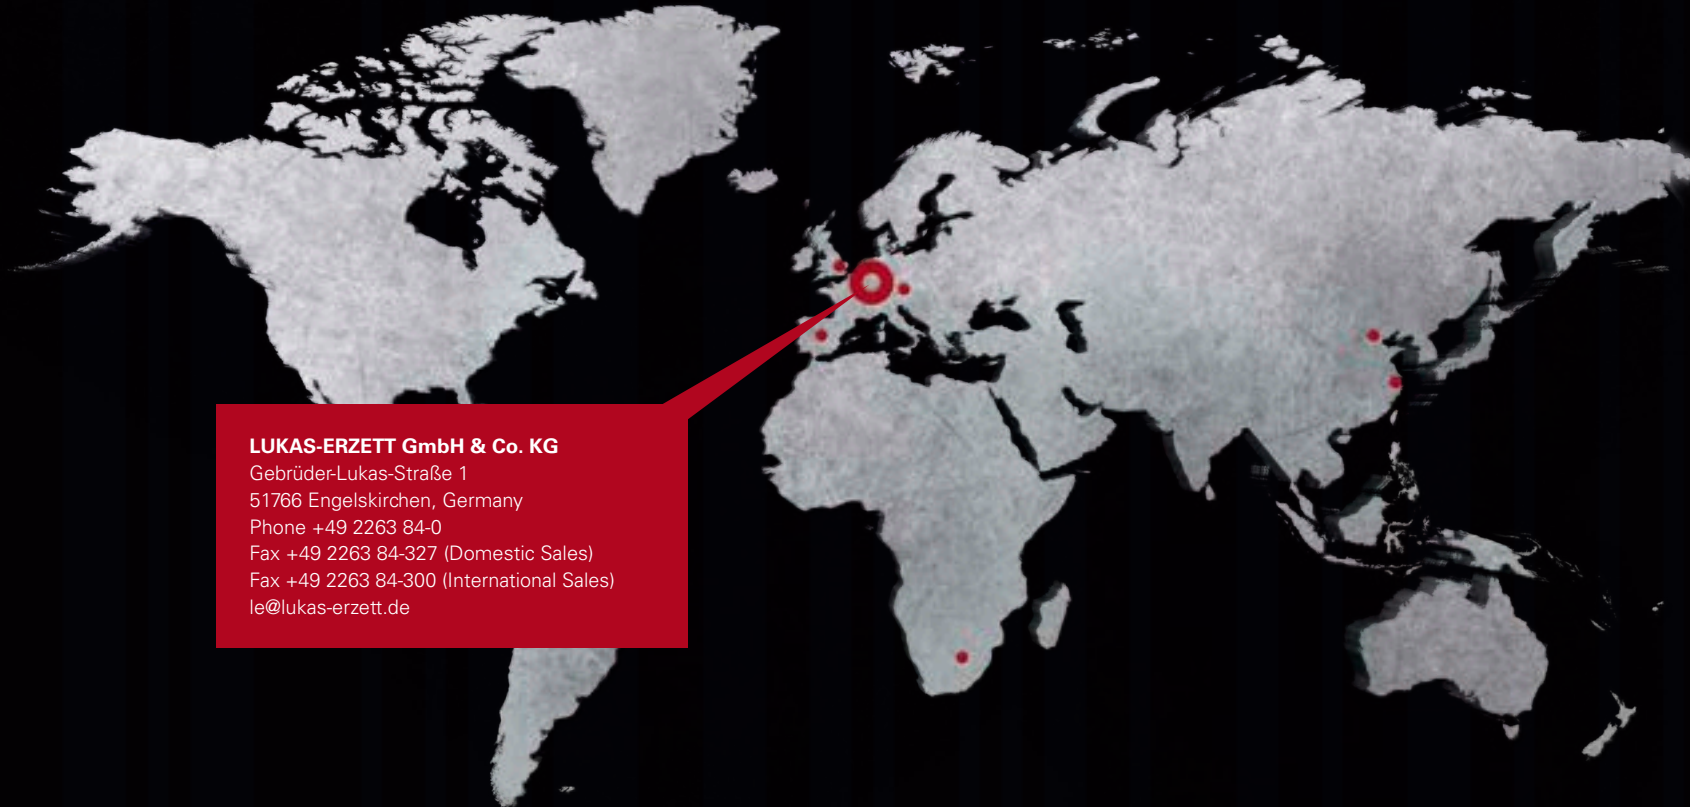 LUKAS-ERZETT GmbH & Co. KG
Gebrüder-Lukas-Straße 1
51766 Engelskirchen, Germany
Phone +49 2263 84-0
Fax +49 2263 84-327 (Domestic Sales)
Fax +49 2263 84-300 (International Sales)
le@lukas-erzett.de